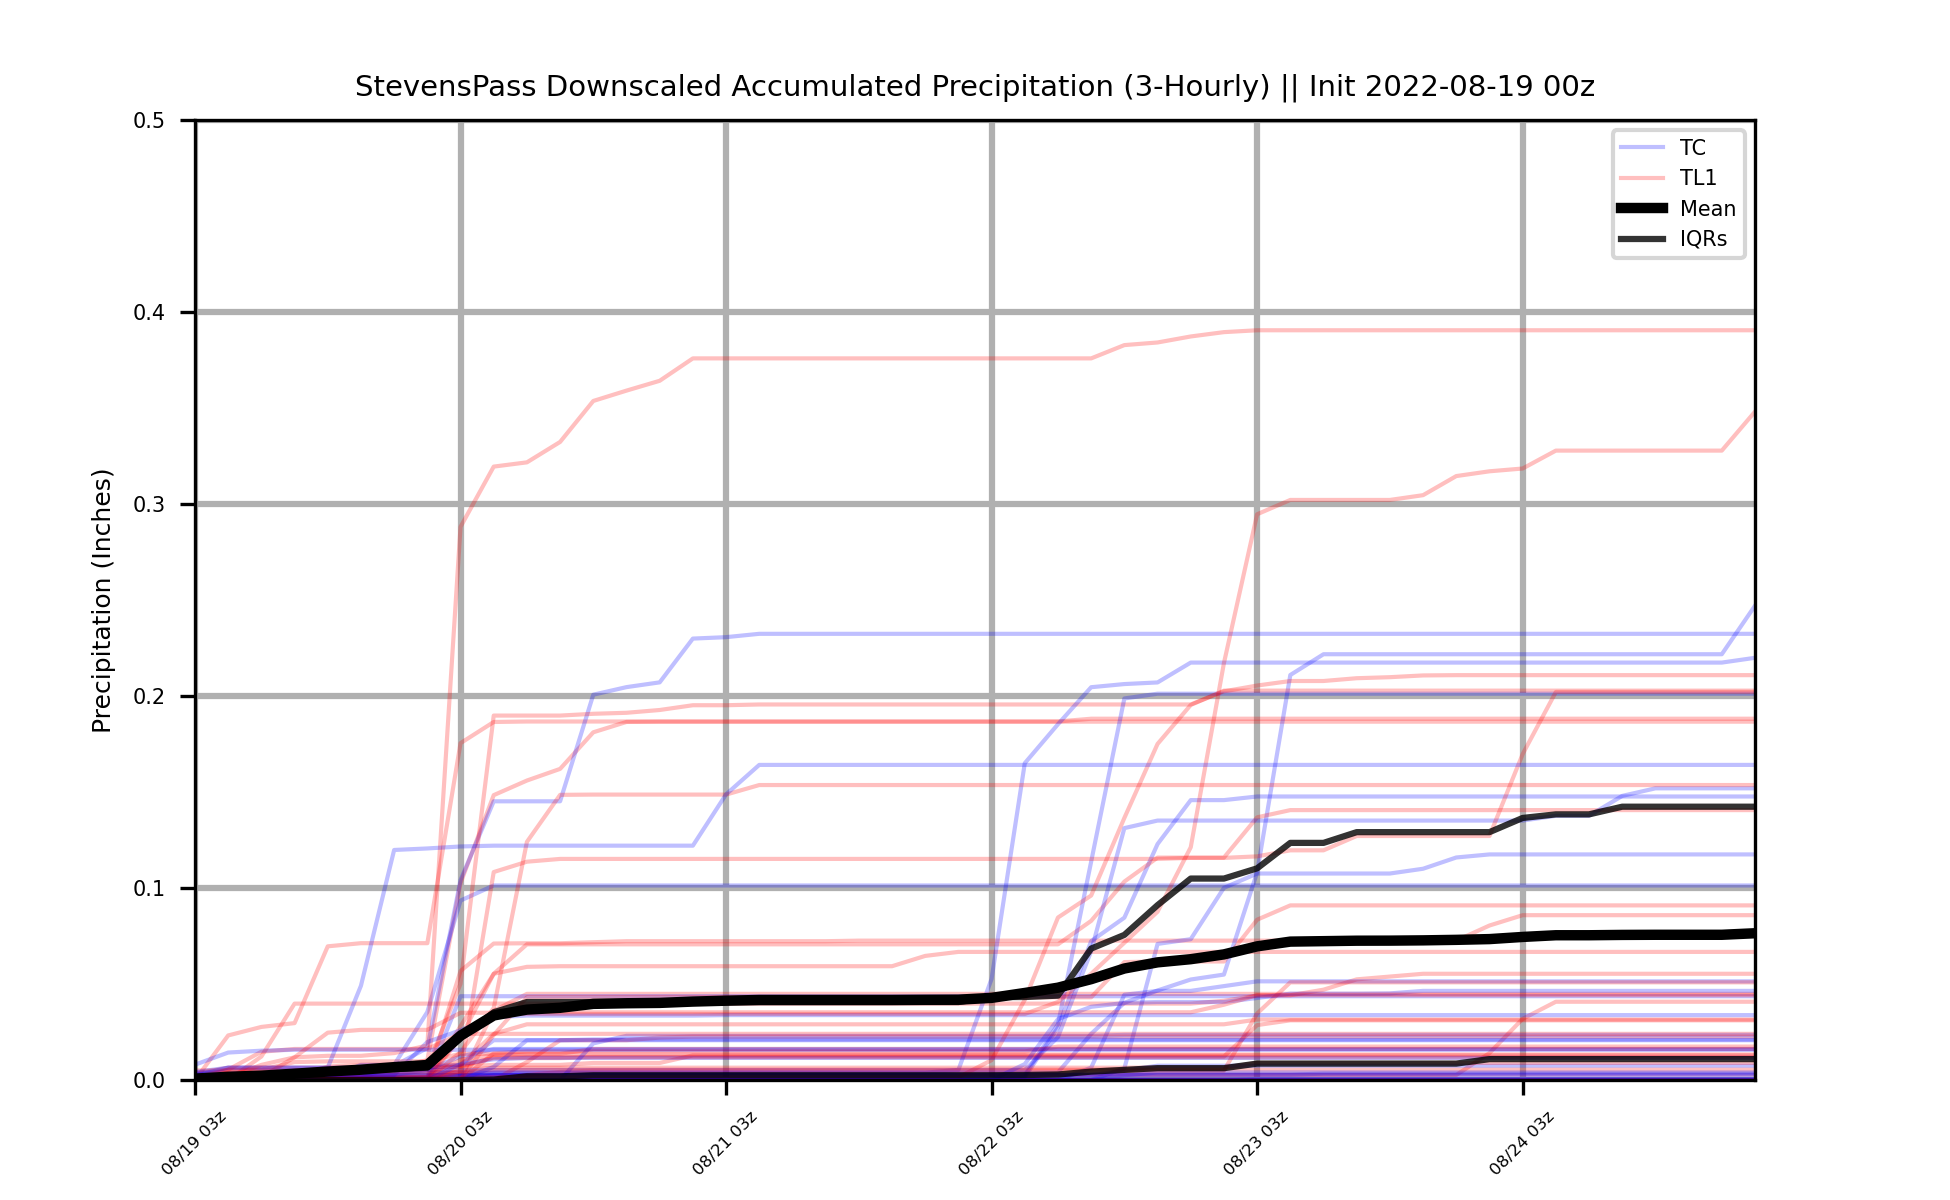 StevensPass Downscaled Accumulated Precipitation (3-Hourly) || Init 2022-08-19 00z
TC
TL1
Mean
IQRs
Precipitation (Inches)
0.5
0.4
0.3
0.2
0.1
0.0
08/19 03z
08/20 03z
08/21 03z
08/22 03z
08/23 03z
08/24 03z